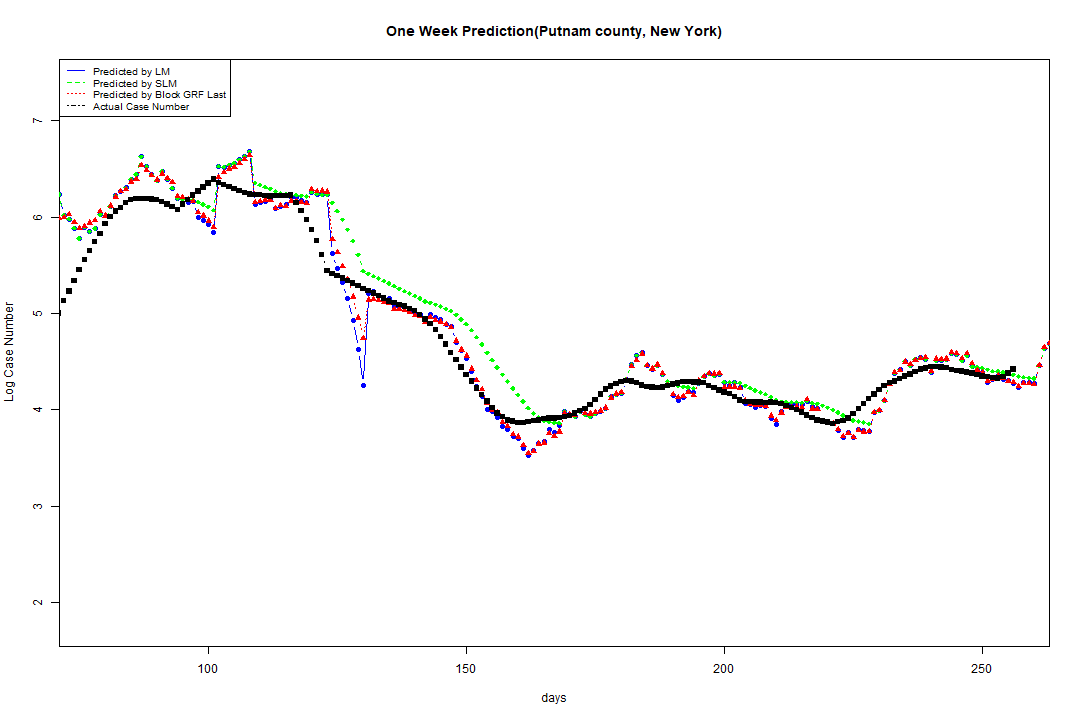 One Week Prediction(Putnam county, New York)
Predicted by LM
Predicted by SLM
Predicted by Block GRF Last
Actual Case Number
Log Case Number
7
6
5
4
3
2
100 150 200 250
days